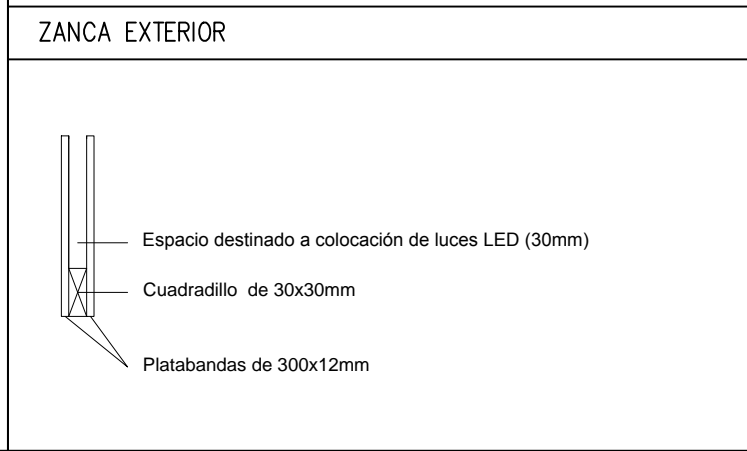 ZANCA EXTERIOR
Espacio destinado a colocación de luces LED (30mm)
Cuadradillo de 30x30mm
Platabandas de 300x12mm